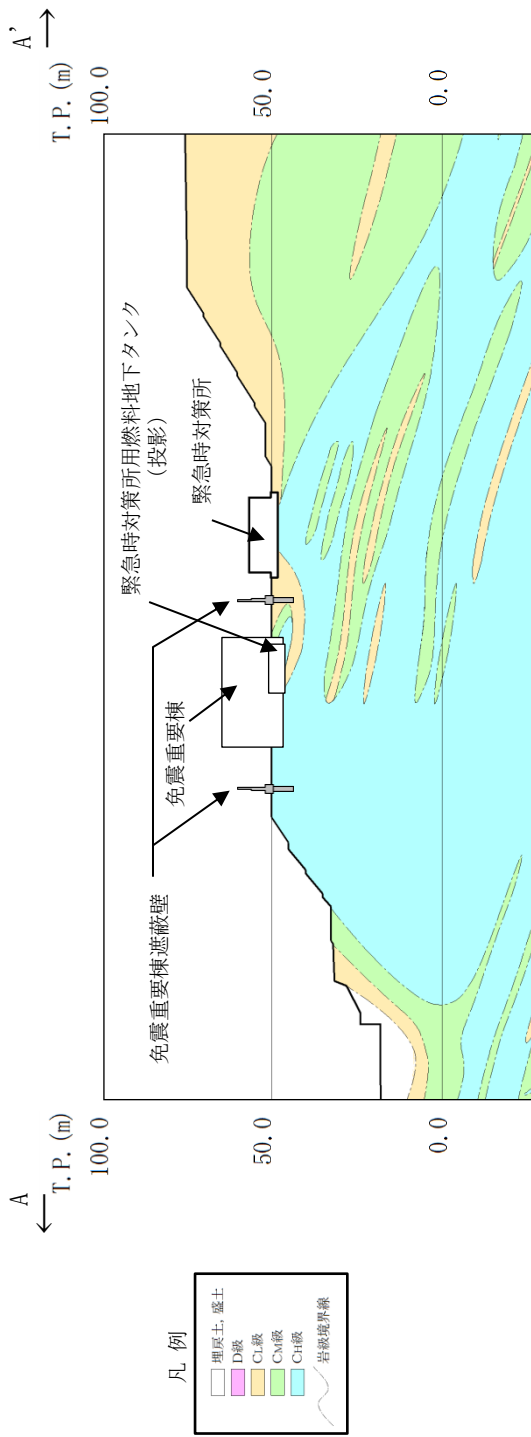 A
A'
T.P.(m)
T.P.(m)
100.0
50.0
0.0
100.0
50.0
0.0
免震重要棟遮蔽壁
免震重要棟
緊急時対策所用燃料地下タンク
(投影)
緊急時対策所
凡 例
埋戻土，盛土
D級
CL級
CM級
CH級
岩級境界線